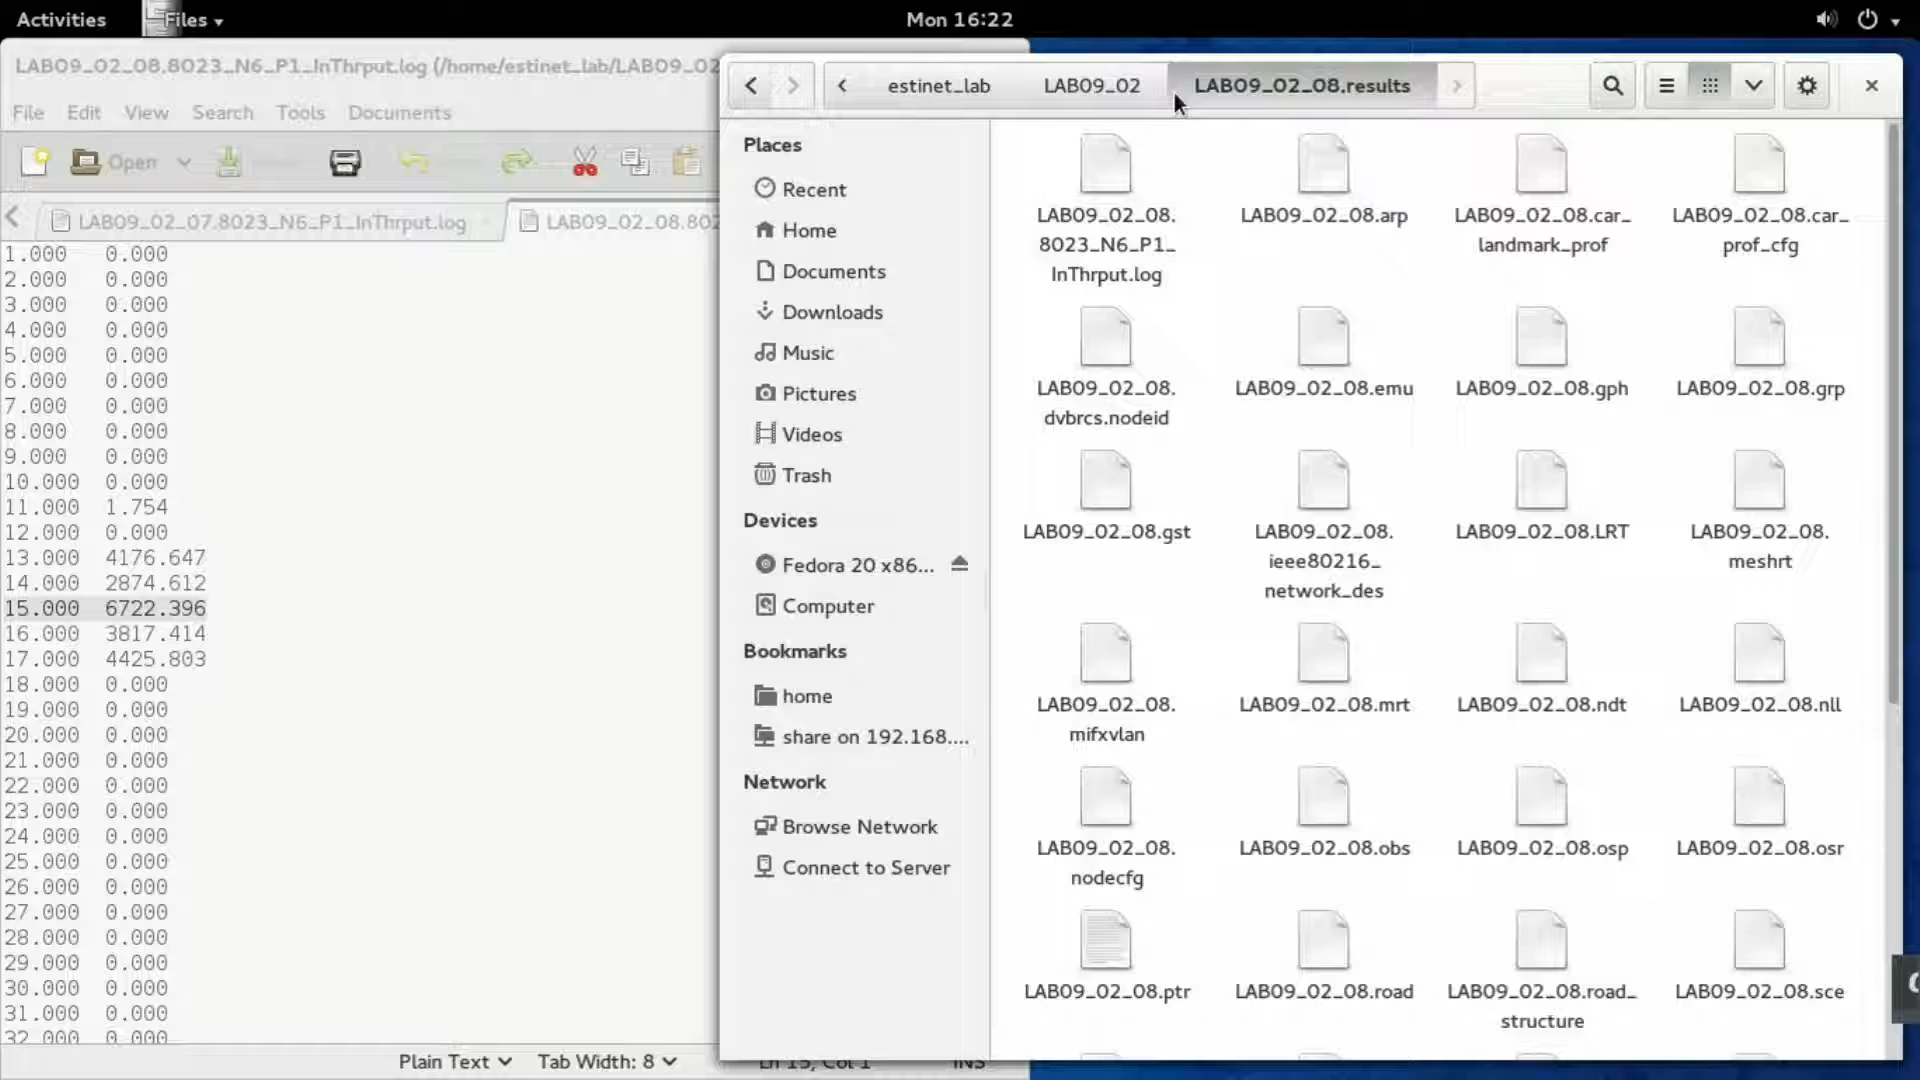 Activities
Files
Mon 16:22
LAB09_02_08.8023_N6_P1_InThrput.log (/home/estinet_lab/LAB09_02
File Edit View Search Tools Documents
Open
LAB09_02_07.8023_N6_P1_InThrput.log
LAB09_02_08.802
1.000 0.000
2.000 0.000
3.000 0.000
4.000 0.000
5.000 0.000
6.000 0.000
7.000 0.000
8.000 0.000
9.000 0.000
10.000 0.000
11.000 1.754
12.000 0.000
13.000 4176.647
14.000 2874.612
15.000 6722.396
16.000 3817.414
17.000 4425.803
18.000 0.000
19.000 0.000
20.000 0.000
21.000 0.000
22.000 0.000
23.000 0.000
24.000 0.000
25.000 0.000
26.000 0.000
27.000 0.000
28.000 0.000
29.000 0.000
30.000 0.000
31.000 0.000
32.000 0.000
Plain Text
Tab Width: 8
Ln 15, Col 1
INS
estinet_lab
LAB09_02
LAB09_02_08.results
Places
Recent
Home
Documents
Downloads
Music
Pictures
Videos
Trash
Devices
Fedora 20 x86...
Computer
Bookmarks
home
share on 192.168....
Network
Browse Network
Connect to Server
LAB09_02_08.
8023_N6_P1_
InThrput.log
LAB09_02_08.arp
LAB09_02_08.car_
landmark_prof
LAB09_02_08.car_
prof_cfg
LAB09_02_08.
dvbrcs.nodeid
LAB09_02_08.emu
LAB09_02_08.gph
LAB09_02_08.grp
LAB09_02_08.gst
LAB09_02_08.
ieee80216_
network_des
LAB09_02_08.LRT
LAB09_02_08.
meshrt
LAB09_02_08.
mifxvlan
LAB09_02_08.mrt
LAB09_02_08.ndt
LAB09_02_08.nll
LAB09_02_08.
nodecfg
LAB09_02_08.obs
LAB09_02_08.osp
LAB09_02_08.osr
LAB09_02_08.ptr
LAB09_02_08.road
LAB09_02_08.road_
structure
LAB09_02_08.sce